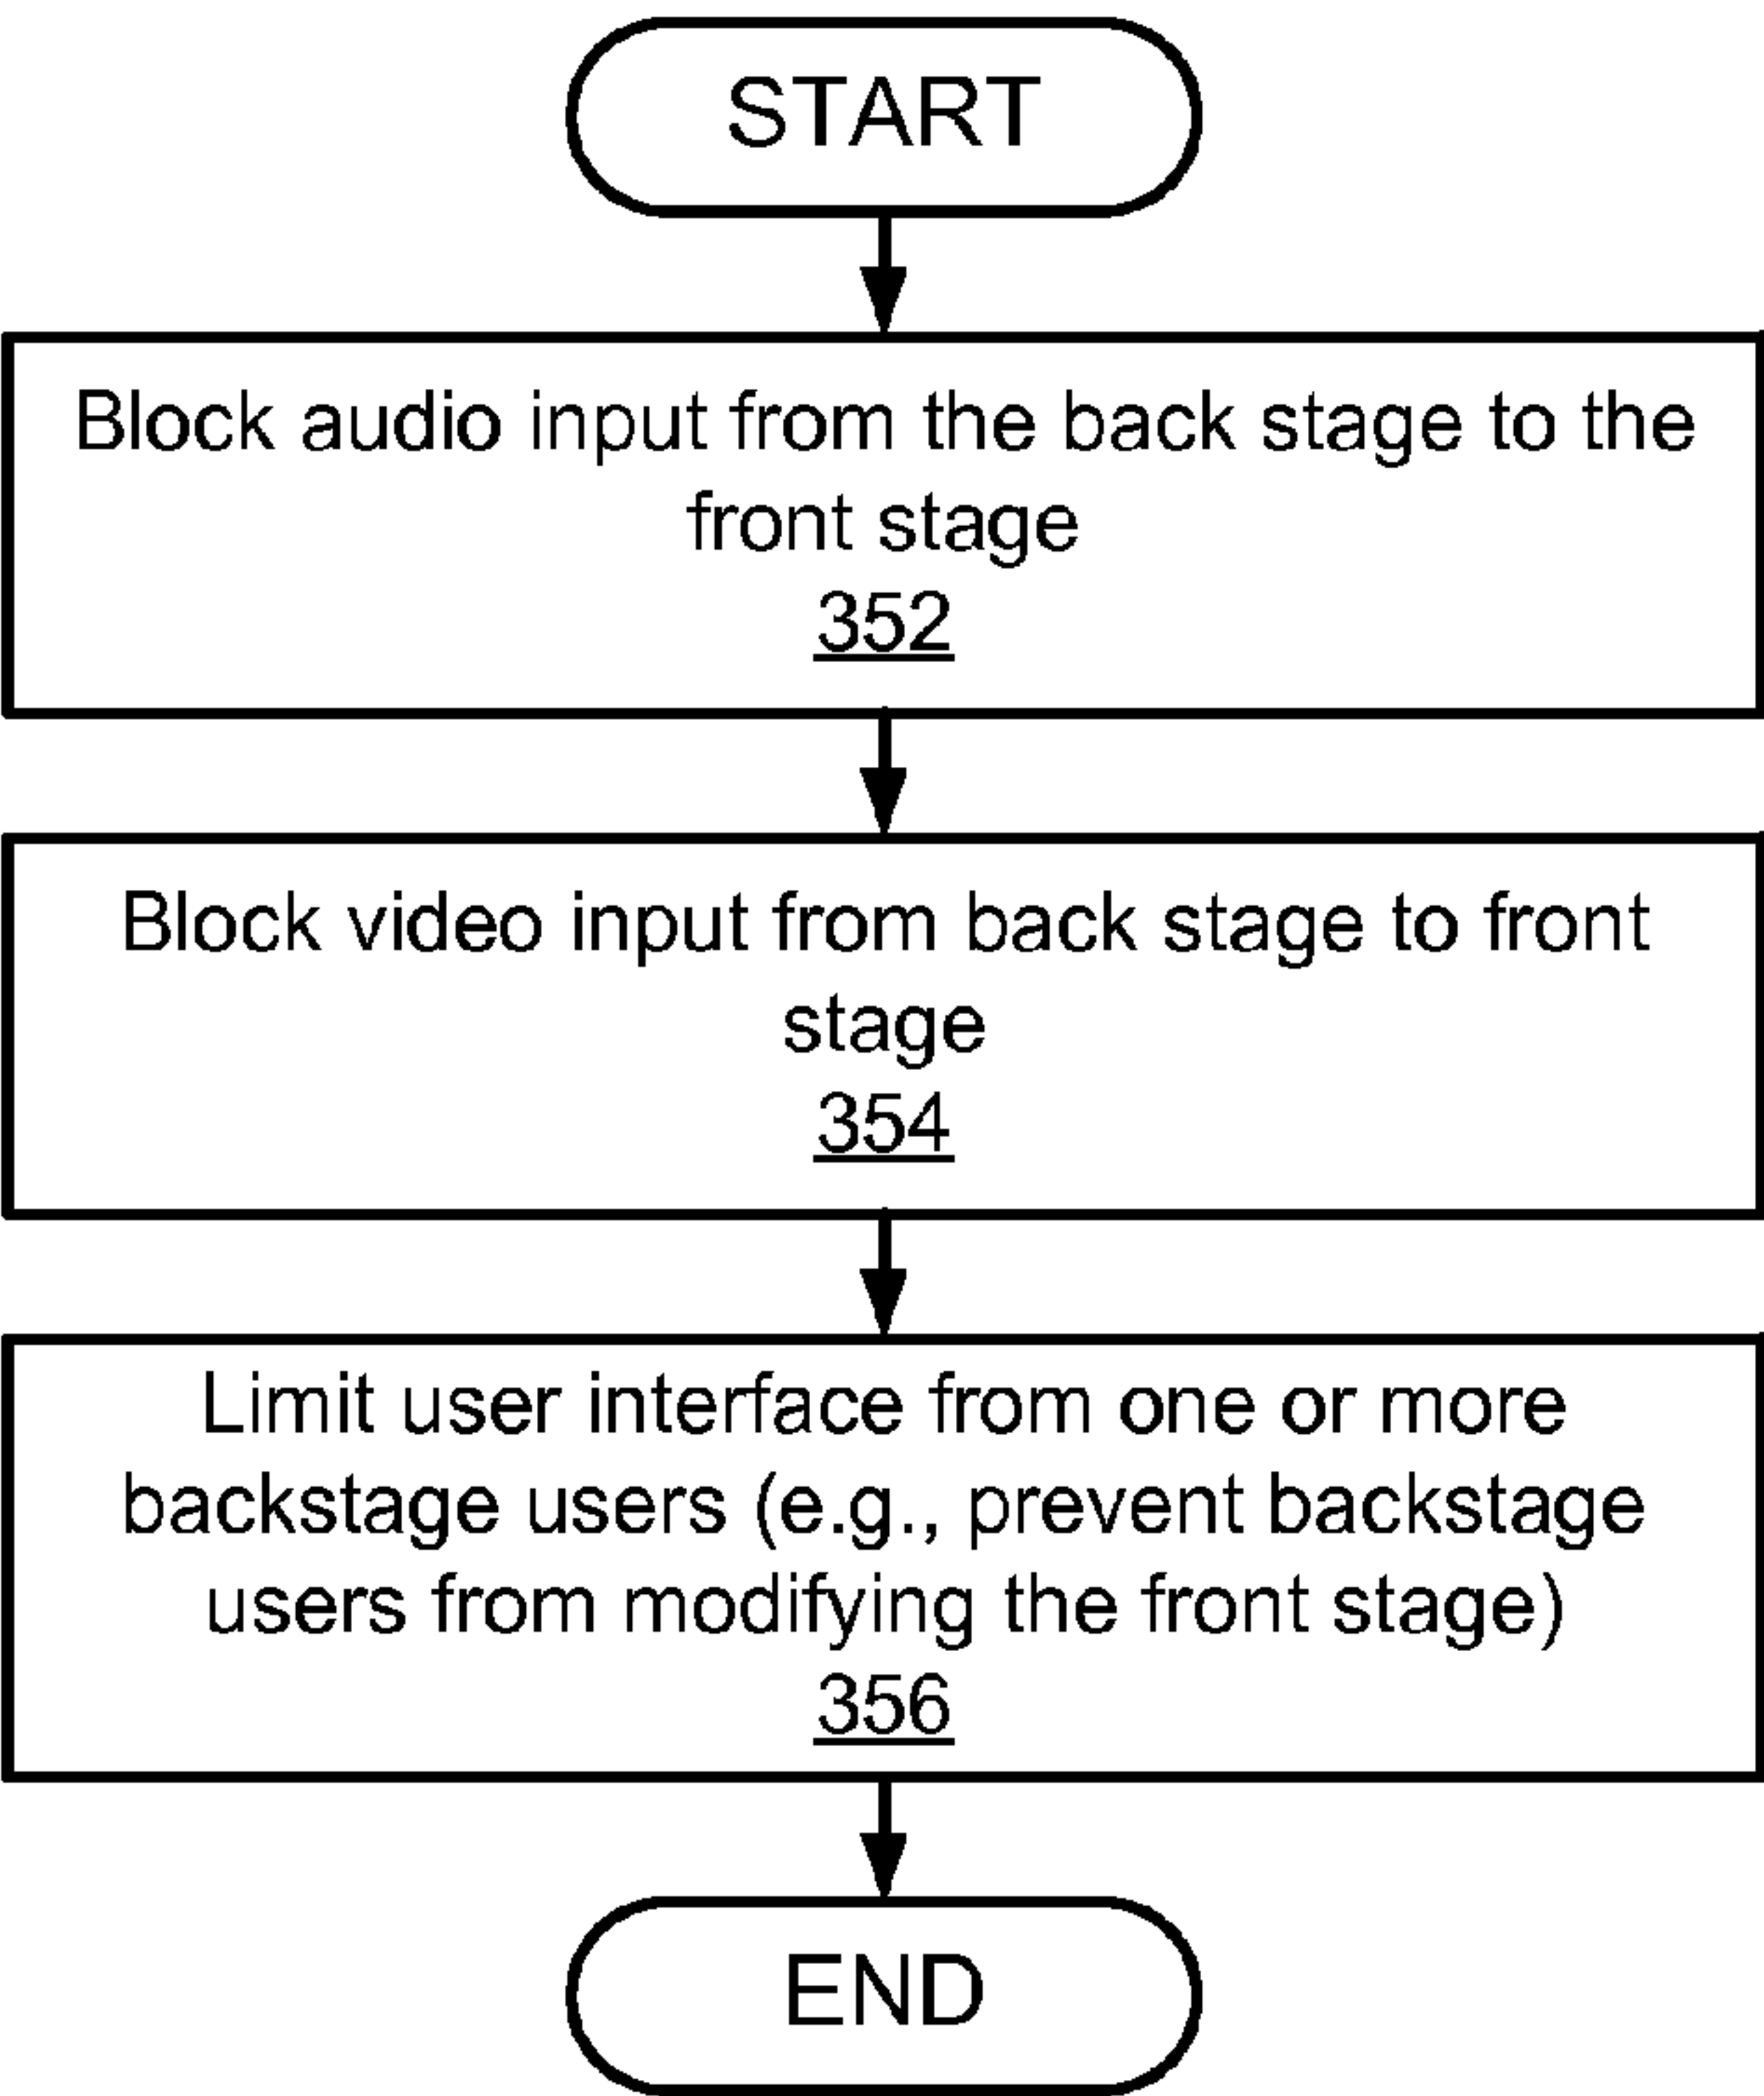 START
Block audio input from the back stage to the
front stage
352
Block video input from back stage to front
stage
354
Limit user interface from one or more
backstage users (e.g., prevent backstage
users from modifying the front stage)
356
END